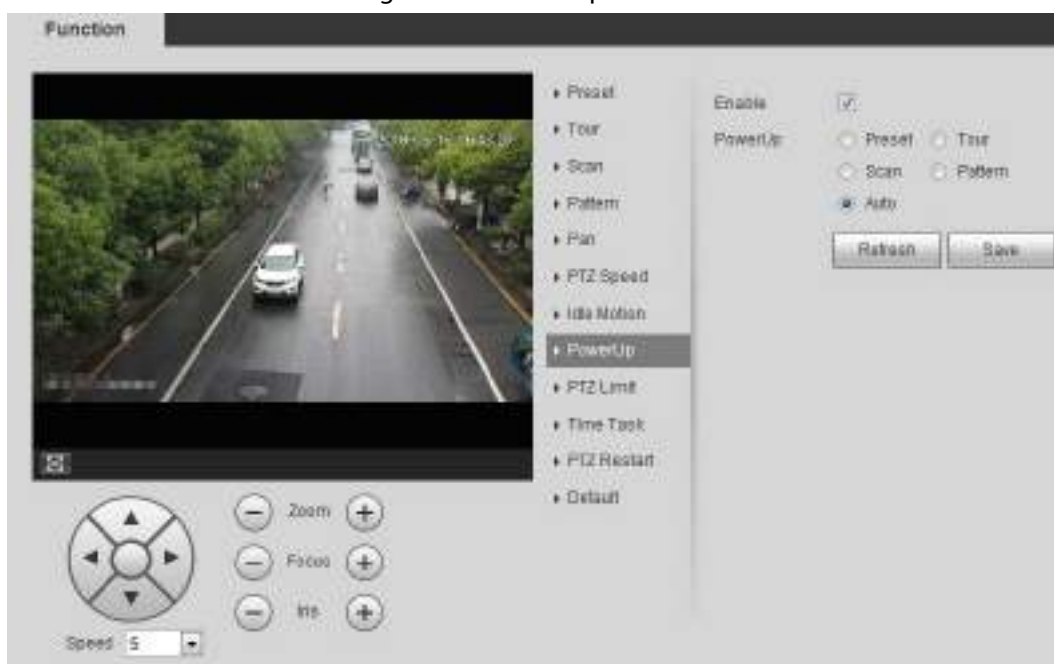 Function
Preset
Tour
Scan
Pattern
Pan
PTZ Speed
Idle Motion
PowerUp
PTZ Limit
Time Task
PTZ Restart
Default
Enable
PowerUp
Preset Tour
Scan Pattern
Auto
Refresh Save
Zoom
Focus
Iris
Speed 5